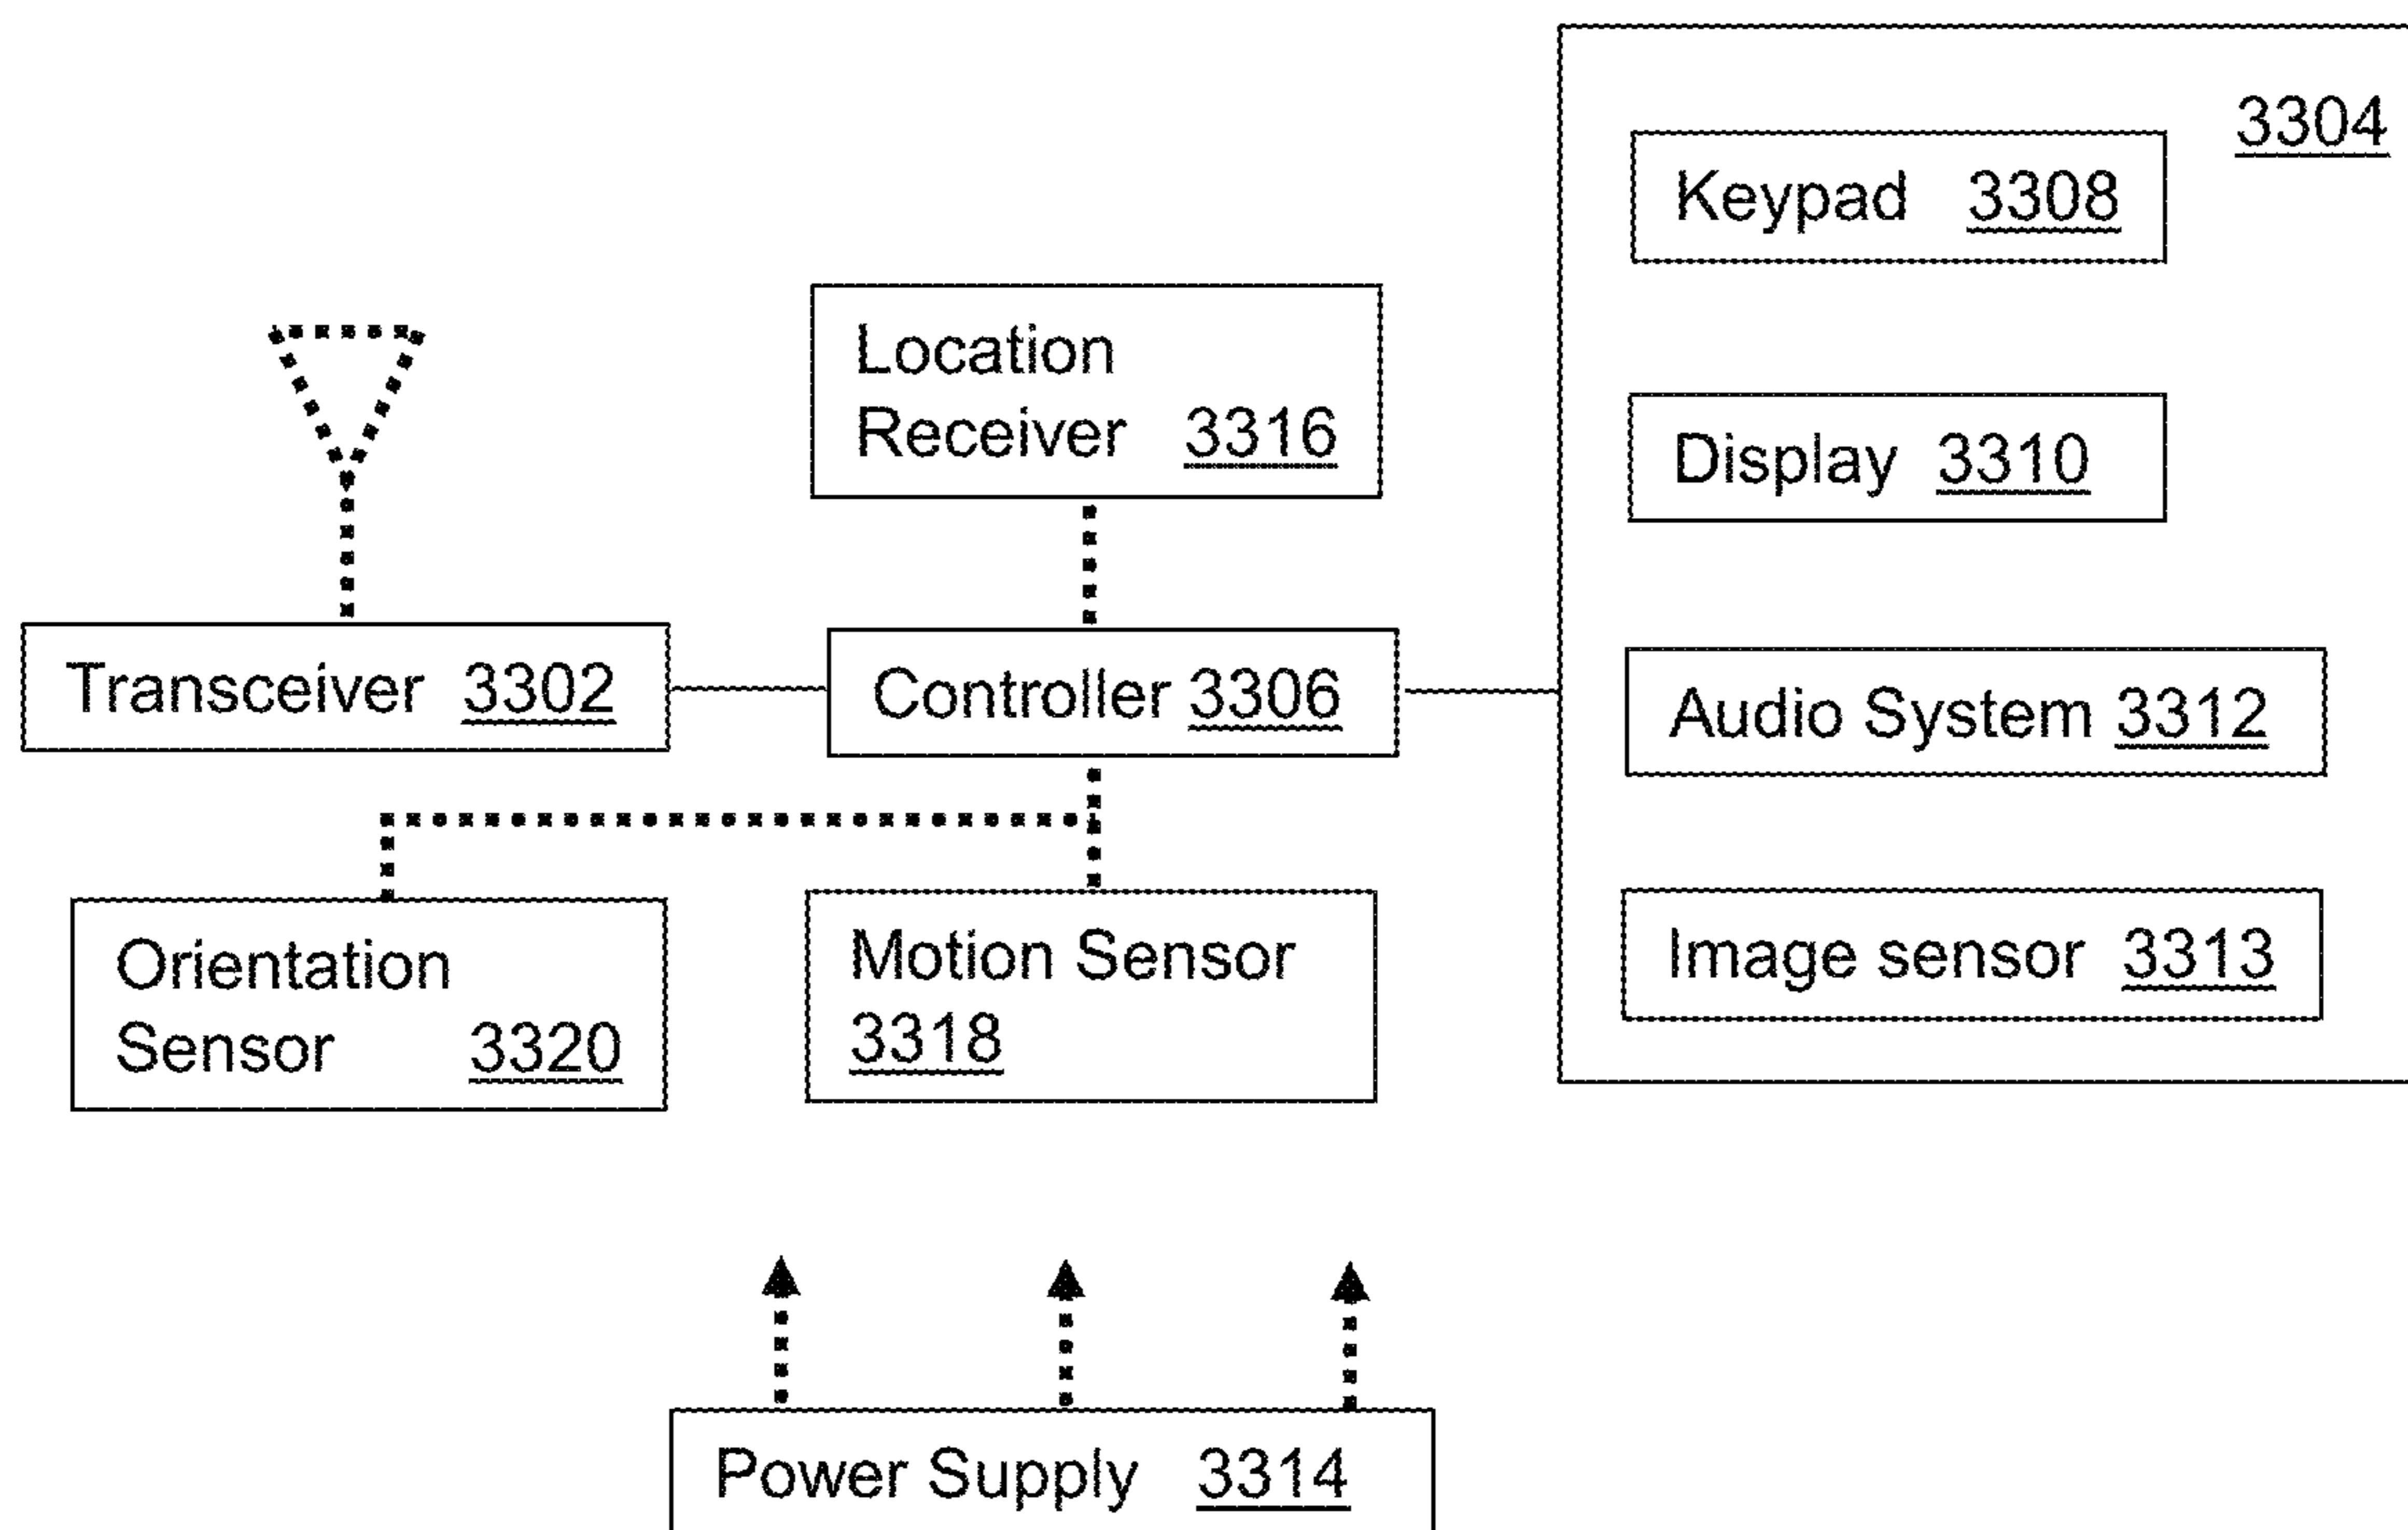 3304
Keypad 3308
Location
Receiver 3316
Display 3310
Transceiver 3302
Controller 3306
Audio System 3312
Orientation
Sensor 3320
Motion Sensor
3318
Image sensor 3313
Power Supply 3314